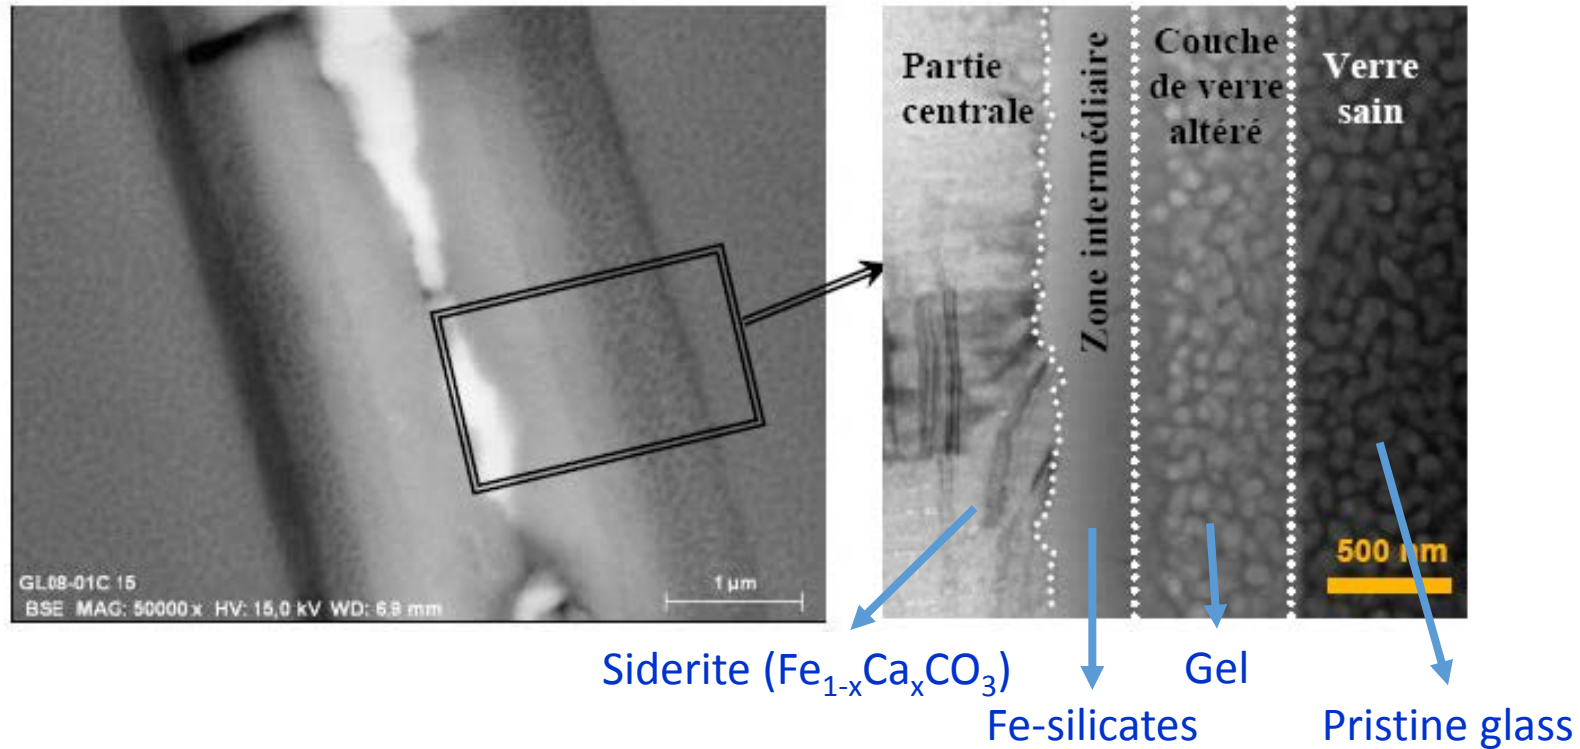 Partie
centrale
Zone intermédiaire
Couche
de verre
altéré
Verre
sain
500 nm
GL08-01C 15
BSE MAG: 50000 x HV: 15,0 kV WD: 6,9 mm
1 µm
Siderite (Fe₁₋ₓCaₓCO₃)
Gel
Fe-silicates
Pristine glass